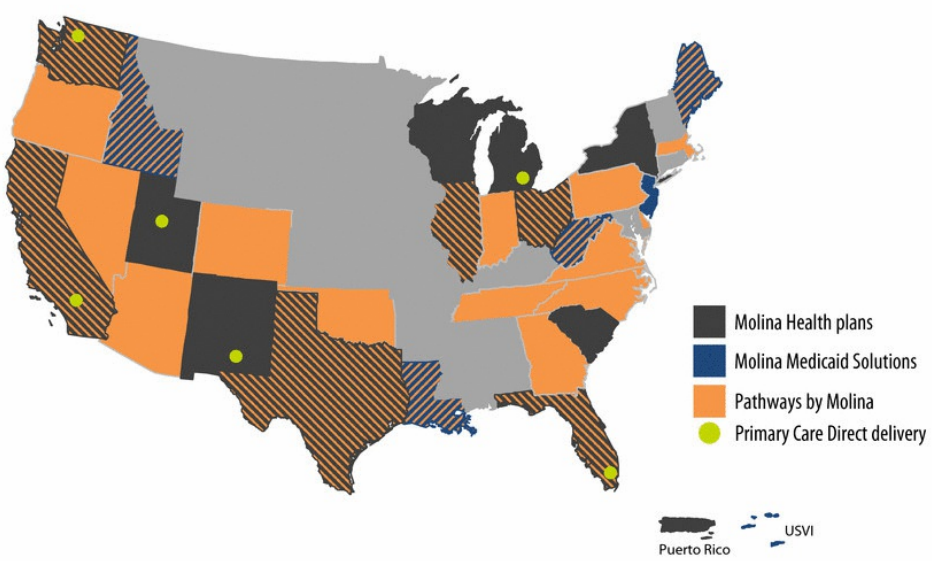 Molina Health plans
Molina Medicaid Solutions
Pathways by Molina
Primary Care Direct delivery
USVI
Puerto Rico